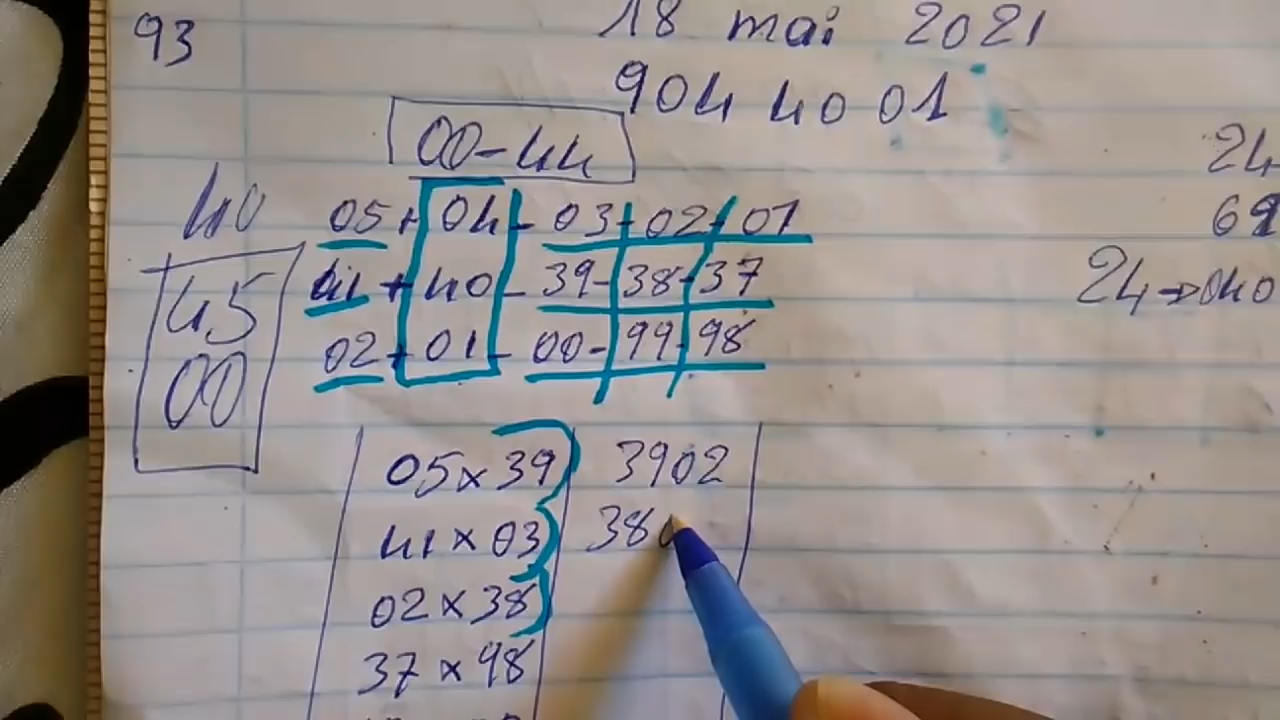 93
18 mai 2021
904 40 01
00-44
24
40
05+04-03+02+01
69
45
41+40-39-38-37
24→040
00
02+01-00-99-98
05x39 3902
41x03 380
02x38
37x98